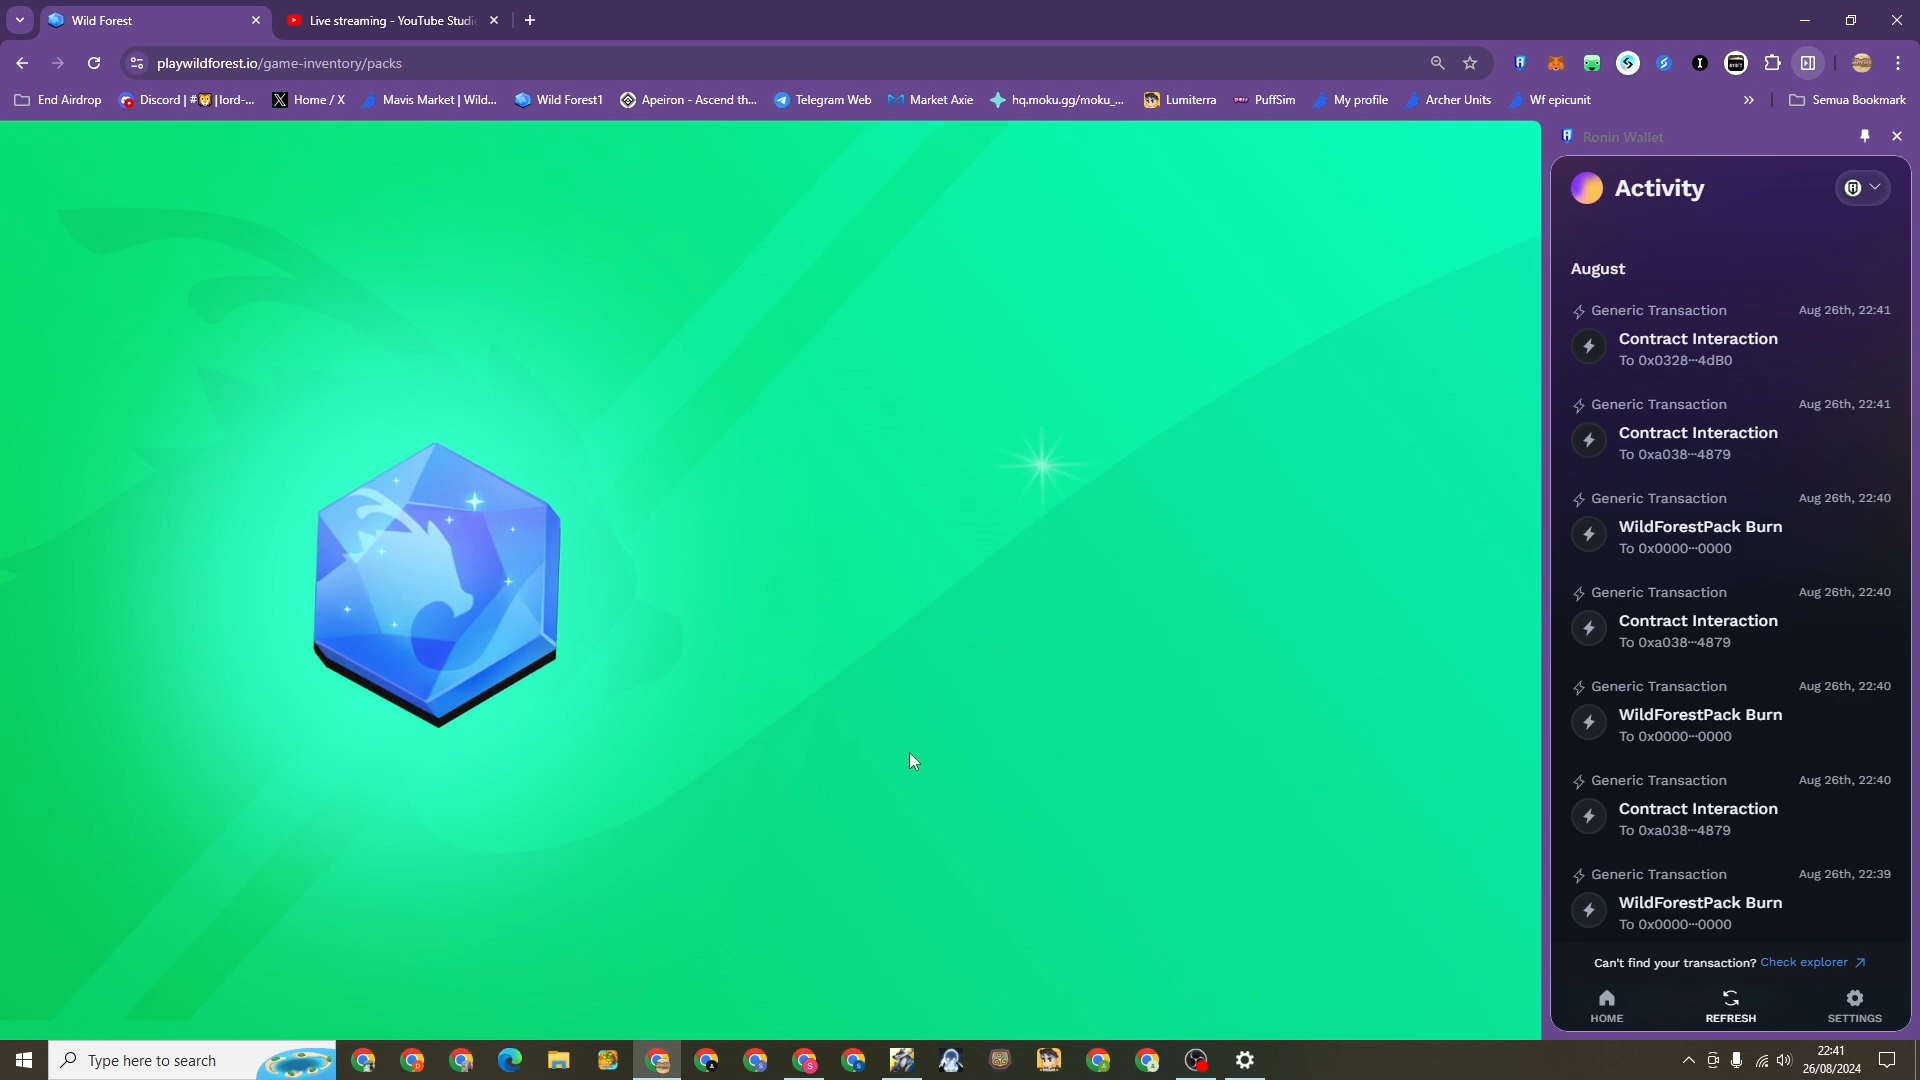 Wild Forest
Live streaming - YouTube Studi
playwildforest.io/game-inventory/packs
End Airdrop
Discord | #🐯|lord-...
Home / X
Mavis Market | Wild...
Wild Forest1
Apeiron - Ascend th...
Telegram Web
Market Axie
hq.moku.gg/moku_...
Lumiterra
PuffSim
My profile
Archer Units
Wf epicunit
Semua Bookmark
Ronin Wallet
Activity
August
Generic Transaction Aug 26th, 22:41
Contract Interaction
To 0x0328···4dB0
Generic Transaction Aug 26th, 22:41
Contract Interaction
To 0xa038···4879
Generic Transaction Aug 26th, 22:40
WildForestPack Burn
To 0x0000···0000
Generic Transaction Aug 26th, 22:40
Contract Interaction
To 0xa038···4879
Generic Transaction Aug 26th, 22:40
WildForestPack Burn
To 0x0000···0000
Generic Transaction Aug 26th, 22:40
Contract Interaction
To 0xa038···4879
Generic Transaction Aug 26th, 22:39
WildForestPack Burn
To 0x0000···0000
Can't find your transaction? Check explorer
HOME REFRESH SETTINGS
Type here to search
22:41
26/08/2024